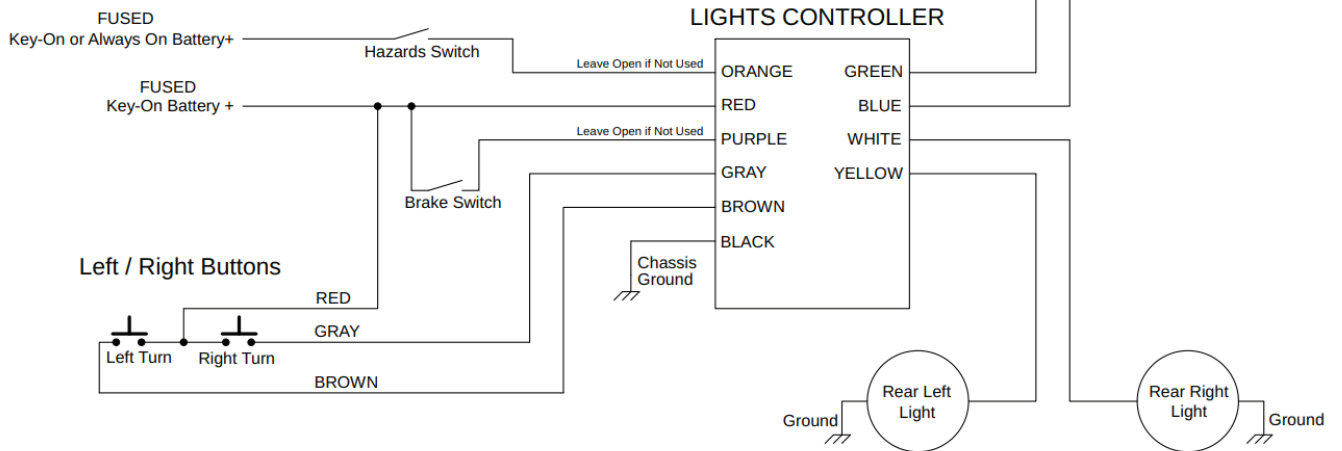 FUSED
Key-On or Always On Battery+
Hazards Switch
LIGHTS CONTROLLER
Leave Open if Not Used
ORANGE
GREEN
FUSED
Key-On Battery +
RED
BLUE
Leave Open if Not Used
PURPLE
WHITE
GRAY
YELLOW
Brake Switch
BROWN
BLACK
Chassis
Ground
Left / Right Buttons
RED
GRAY
Left Turn
Right Turn
BROWN
Rear Left
Light
Ground
Rear Right
Light
Ground